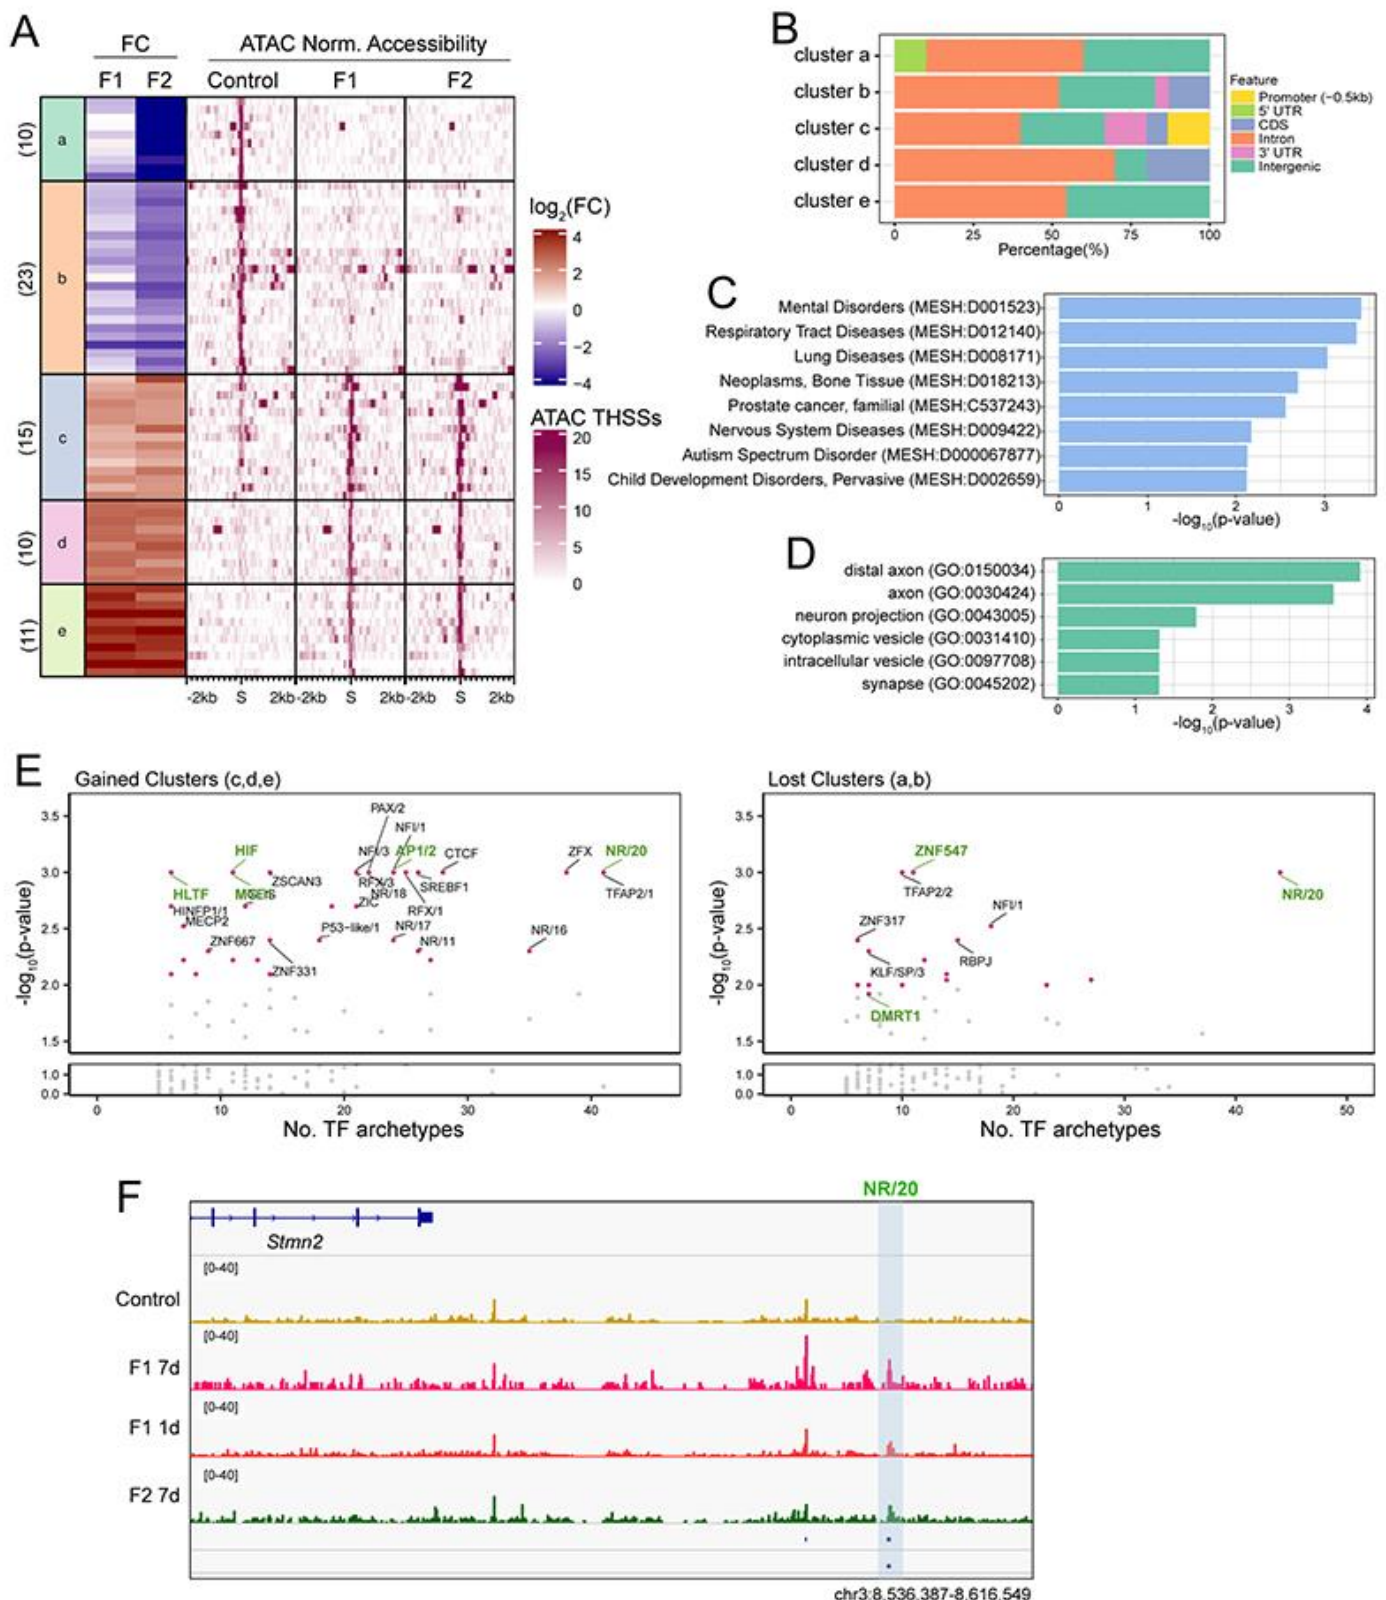 A
FC
ATAC Norm. Accessibility
F1 F2 Control F1 F2
(10) a
(23) b
(15) c
(10) d
(11) e
-2kb S 2kb -2kb S 2kb -2kb S 2kb
log2(FC)
4
2
0
−2
−4
ATAC THSSs
20
15
10
5
0
B
cluster a
cluster b
cluster c
cluster d
cluster e
0 25 50 75 100
Percentage(%)
Feature
Promoter (−0.5kb)
5' UTR
CDS
Intron
3' UTR
Intergenic
C
Mental Disorders (MESH:D001523)
Respiratory Tract Diseases (MESH:D012140)
Lung Diseases (MESH:D008171)
Neoplasms, Bone Tissue (MESH:D018213)
Prostate cancer, familial (MESH:C537243)
Nervous System Diseases (MESH:D009422)
Autism Spectrum Disorder (MESH:D000067877)
Child Development Disorders, Pervasive (MESH:D002659)
0 1 2 3
-log10(p-value)
D
distal axon (GO:0150034)
axon (GO:0030424)
neuron projection (GO:0043005)
cytoplasmic vesicle (GO:0031410)
intracellular vesicle (GO:0097708)
synapse (GO:0045202)
0 1 2 3 4
-log10(p-value)
E
Gained Clusters (c,d,e)
-log10(p-value)
3.5
3.0
2.5
2.0
1.5
1.0
0.0
PAX/2
NFI/1
HIF
NFI/3
AP1/2
CTCF
ZFX
NR/20
ZSCAN3
RFX/3
SREBF1
HLTF
NR/18
TFAP2/1
ZIC
HINFP1/1
RFX/1
MECP2
P53−like/1
NR/17
NR/16
ZNF667
NR/11
ZNF331
0 10 20 30 40
No. TF archetypes
Lost Clusters (a,b)
-log10(p-value)
3.5
3.0
2.5
2.0
1.5
1.0
0.0
ZNF547
TFAP2/2
NR/20
NFI/1
ZNF317
RBPJ
KLF/SP/3
DMRT1
0 10 20 30 40 50
No. TF archetypes
F
NR/20
Stmn2
[0-40]
Control
[0-40]
F1 7d
[0-40]
F1 1d
[0-40]
F2 7d
chr3:8,536,387-8,616,549